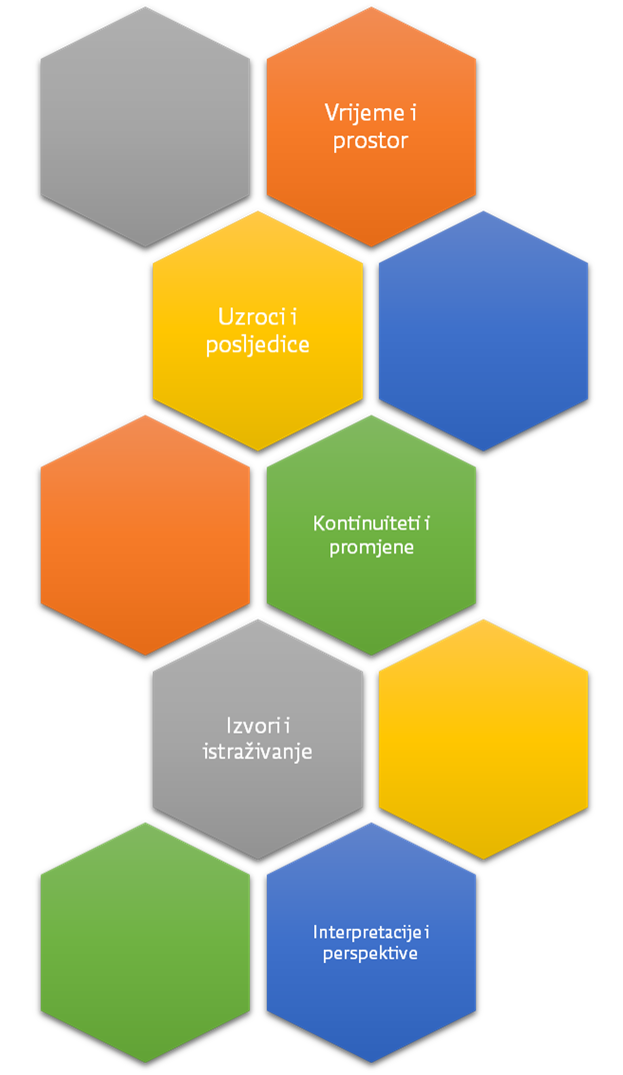 Vrijeme i
prostor
Uzroci i
posljedice
Kontinuiteti i
promjene
Izvori i
istraživanje
Interpretacije i
perspektive